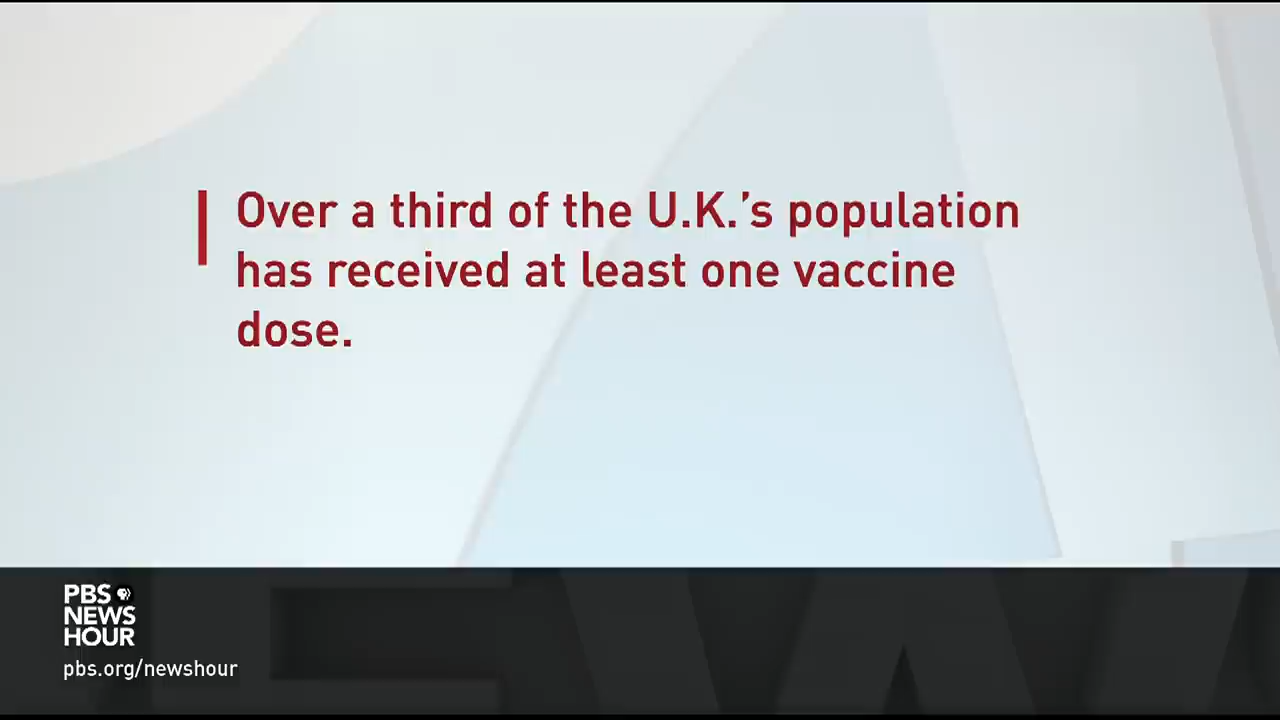 Over a third of the U.K.’s population
has received at least one vaccine
dose.
PBS
NEWS
HOUR
pbs.org/newshour